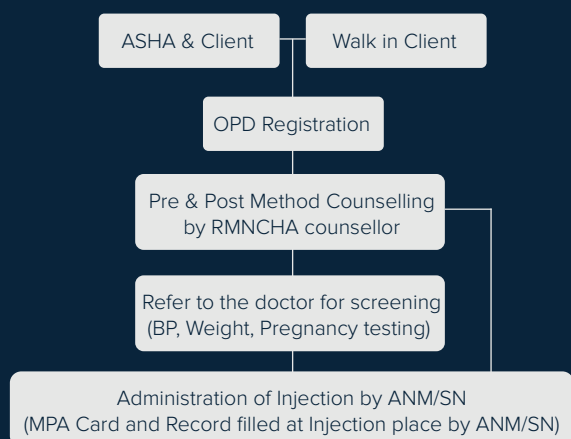 ASHA & Client
Walk in Client
OPD Registration
Pre & Post Method Counselling
by RMNCHA counsellor
Refer to the doctor for screening
(BP, Weight, Pregnancy testing)
Administration of Injection by ANM/SN
(MPA Card and Record filled at Injection place by ANM/SN)